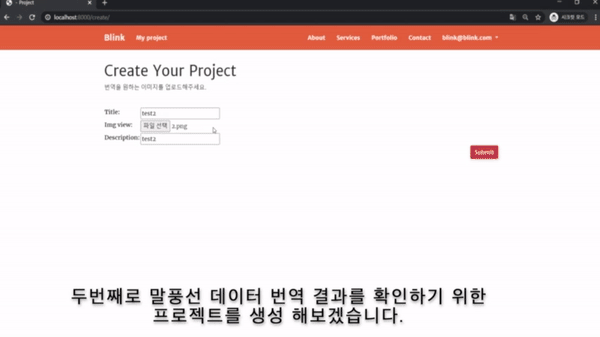 - Project
localhost:8000/create/
시크릿 모드
Blink My project About Services Portfolio Contact blink@blink.com
Create Your Project
번역을 원하는 이미지를 업로드해주세요.
Title: test2
Img view: 파일 선택 2.png
Description: test2
Submit
두번째로 말풍선 데이터 번역 결과를 확인하기 위한
프로젝트를 생성 해보겠습니다.